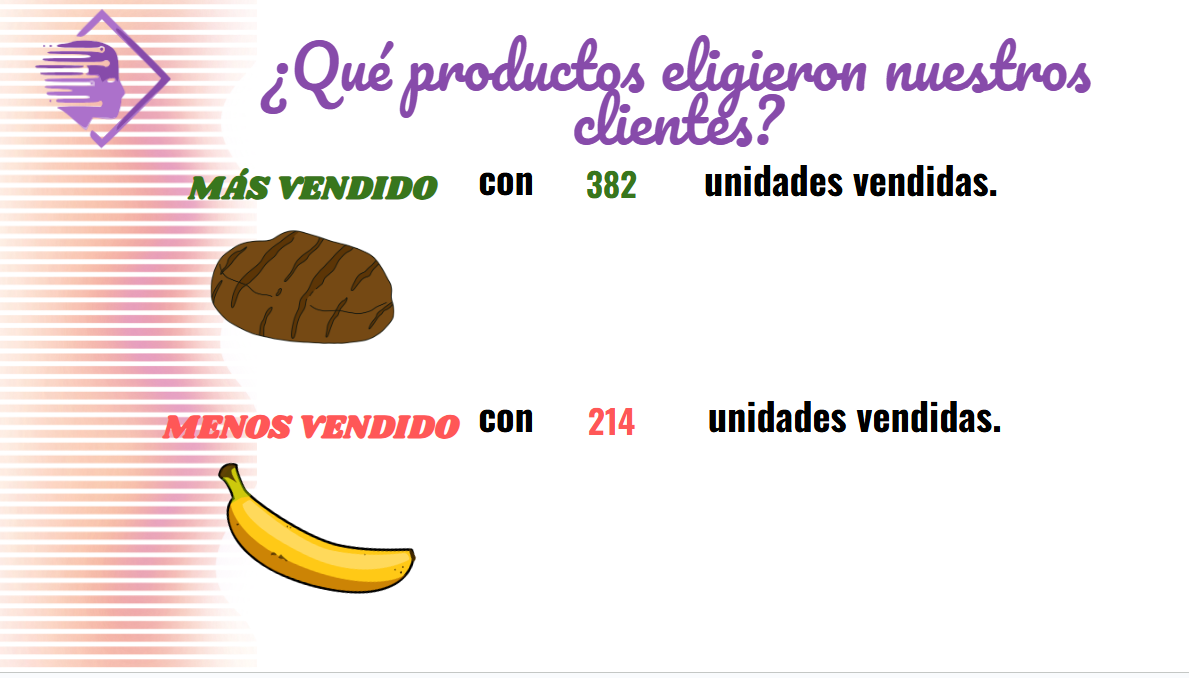 ¿Qué productos eligieron nuestros
clientes?
MÁS VENDIDO con 382 unidades vendidas.
MENOS VENDIDO con 214 unidades vendidas.